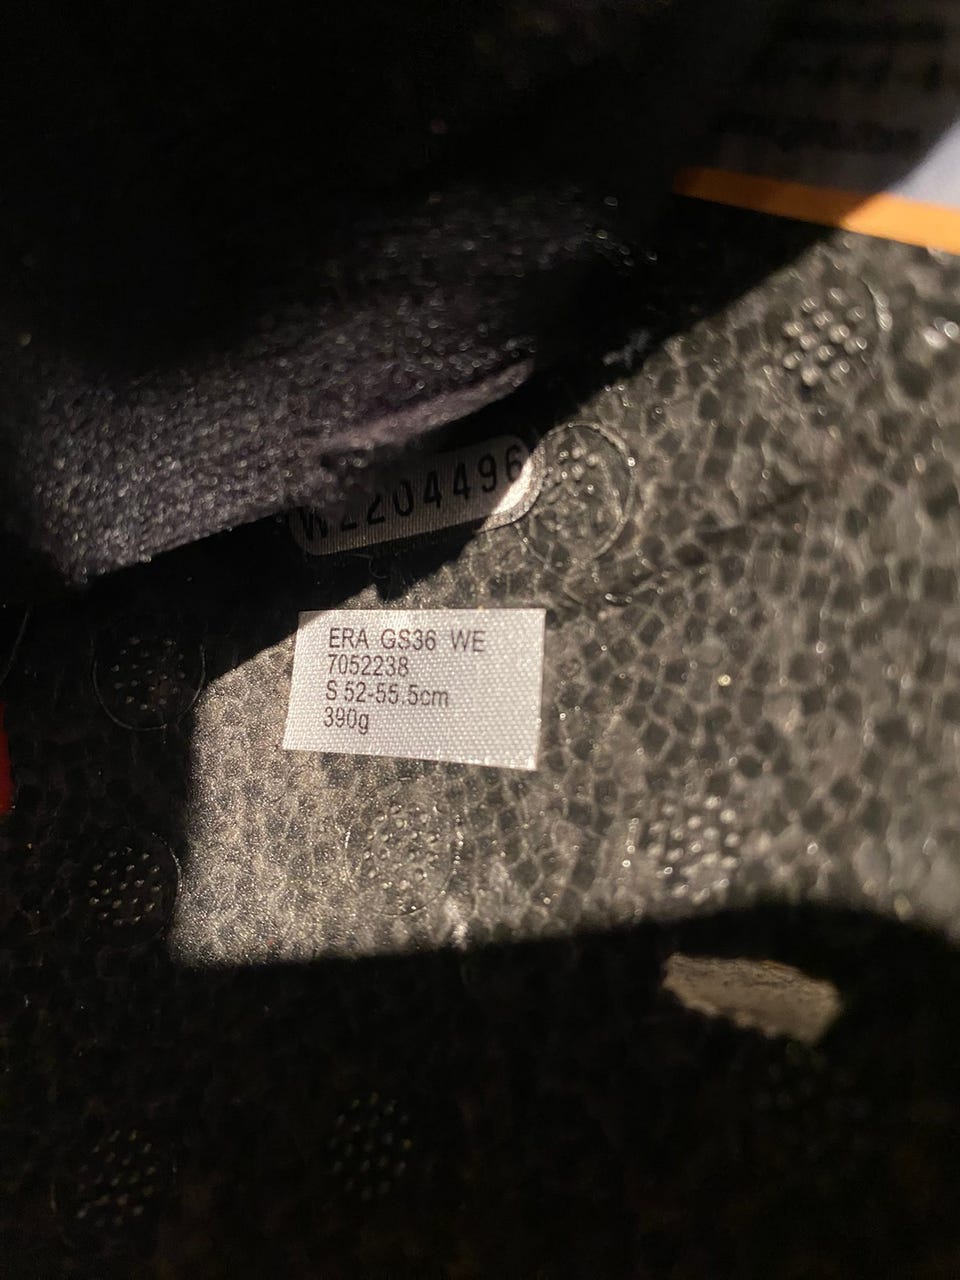 W2204496
ERA GS36 WE
7052238
S 52-55.5cm
390g